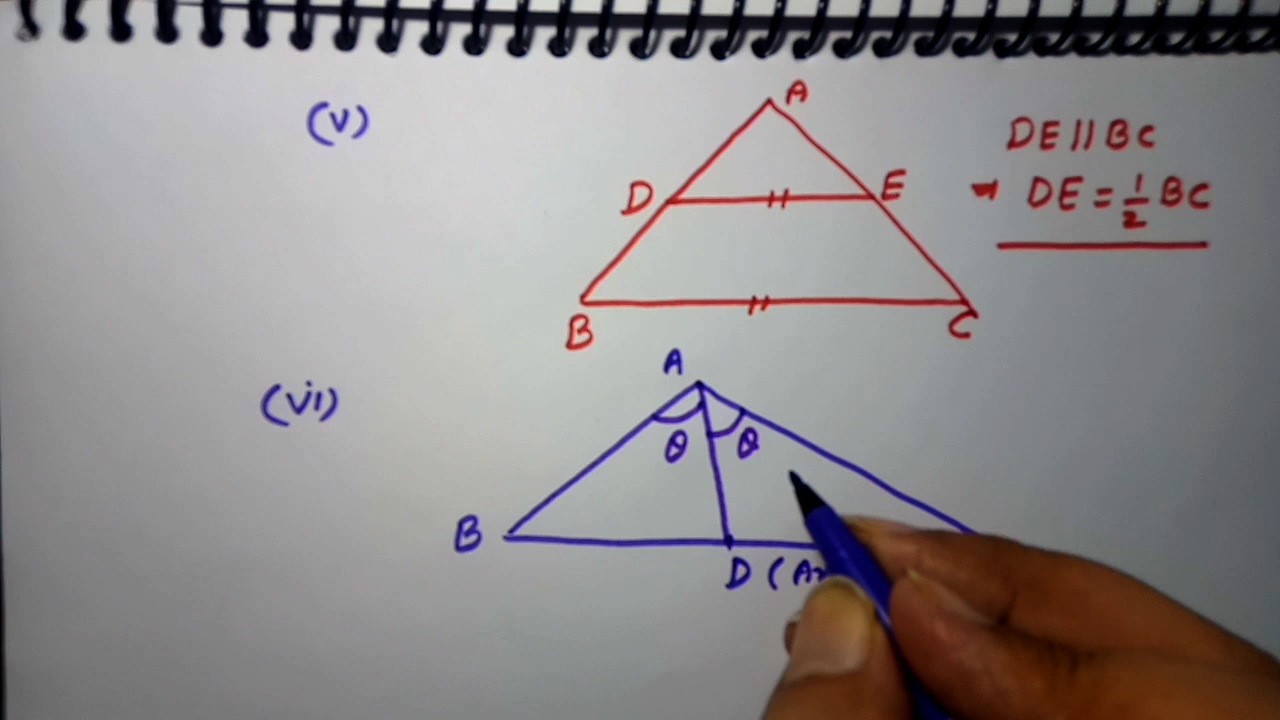 (v)
A
DE || BC
D
E
⇒ DE = 1/2 BC
B
C
A
(vi)
θ
θ
B
D (